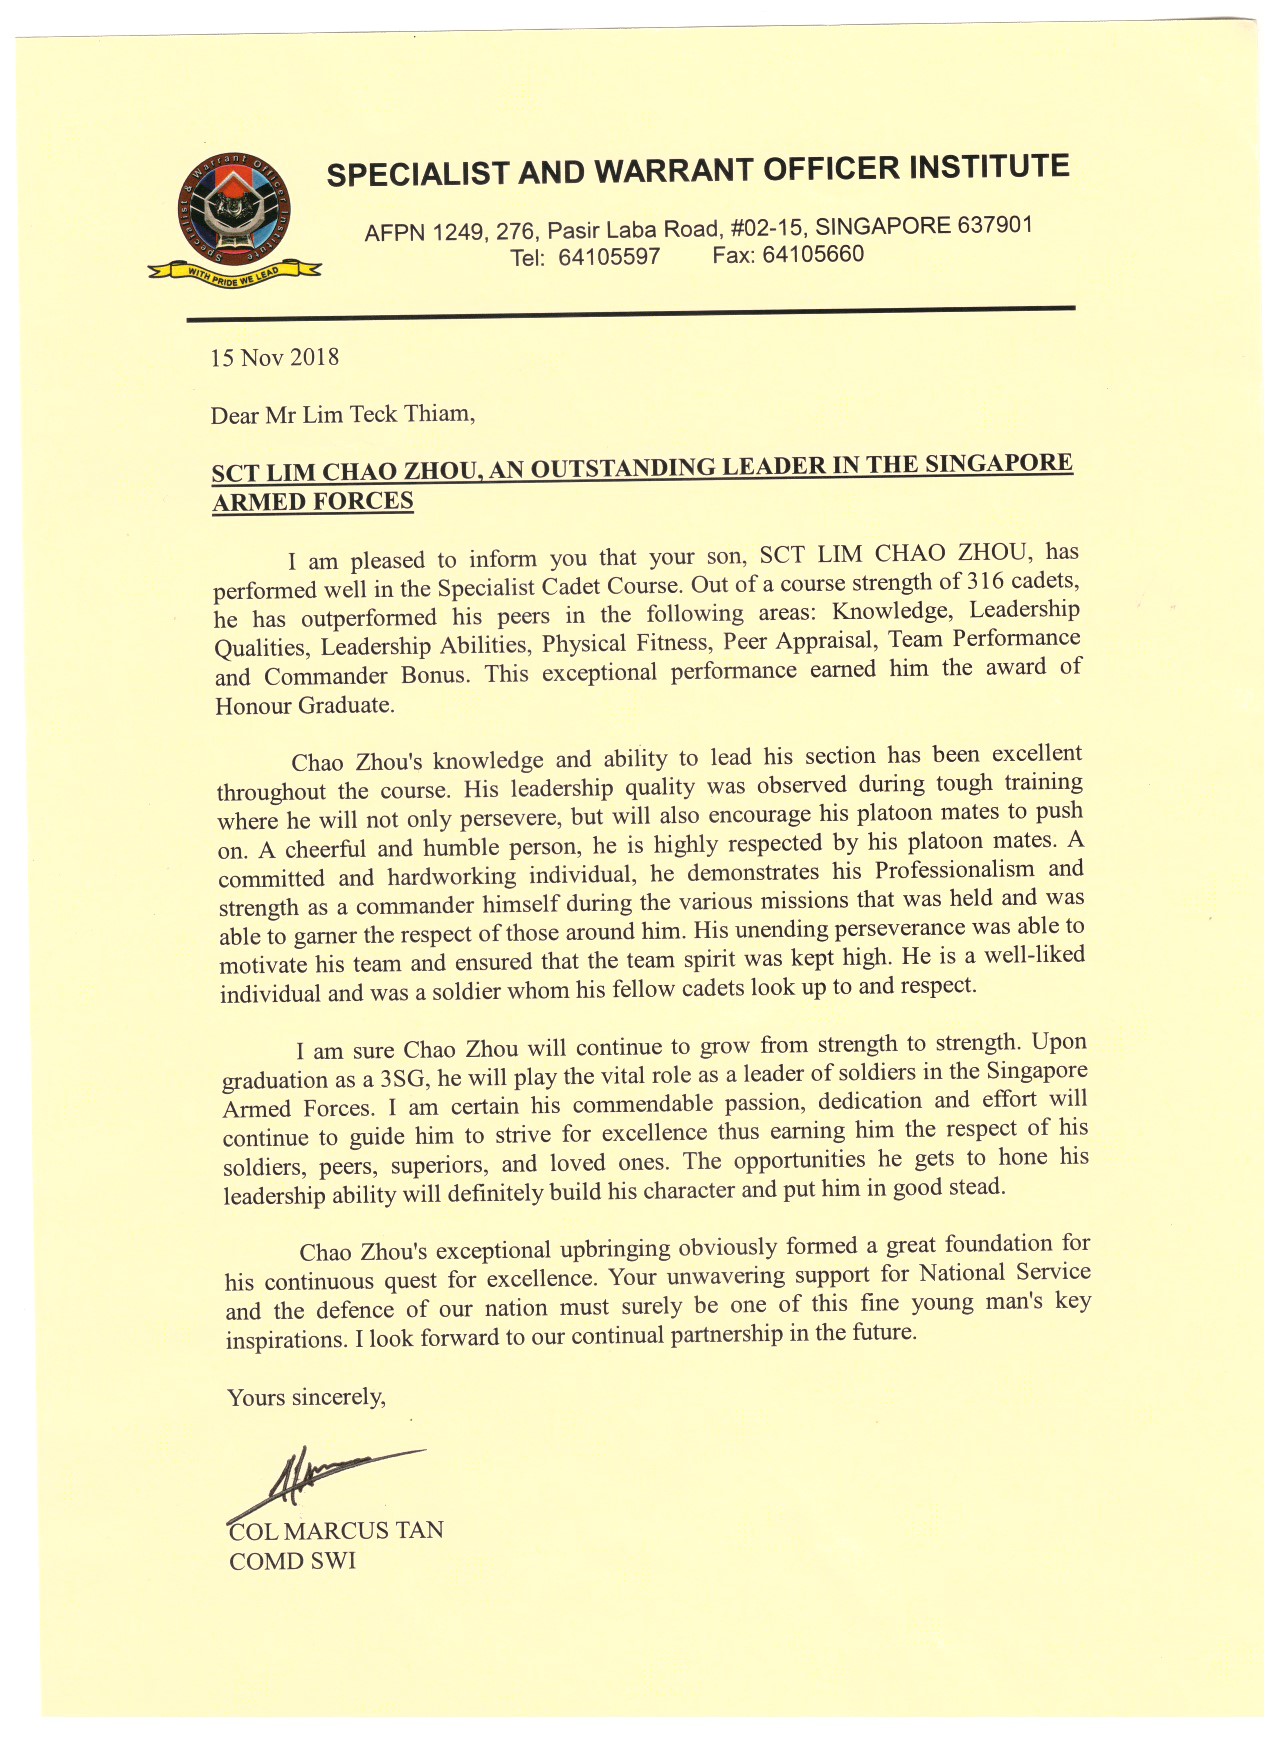 Specialist & Warrant Officer Institute
WITH PRIDE WE LEAD
SPECIALIST AND WARRANT OFFICER INSTITUTE
AFPN 1249, 276, Pasir Laba Road, #02-15, SINGAPORE 637901
Tel: 64105597 Fax: 64105660
15 Nov 2018
Dear Mr Lim Teck Thiam,
SCT LIM CHAO ZHOU, AN OUTSTANDING LEADER IN THE SINGAPORE
ARMED FORCES
I am pleased to inform you that your son, SCT LIM CHAO ZHOU, has
performed well in the Specialist Cadet Course. Out of a course strength of 316 cadets,
he has outperformed his peers in the following areas: Knowledge, Leadership
Qualities, Leadership Abilities, Physical Fitness, Peer Appraisal, Team Performance
and Commander Bonus. This exceptional performance earned him the award of
Honour Graduate.
Chao Zhou's knowledge and ability to lead his section has been excellent
throughout the course. His leadership quality was observed during tough training
where he will not only persevere, but will also encourage his platoon mates to push
on. A cheerful and humble person, he is highly respected by his platoon mates. A
committed and hardworking individual, he demonstrates his Professionalism and
strength as a commander himself during the various missions that was held and was
able to garner the respect of those around him. His unending perseverance was able to
motivate his team and ensured that the team spirit was kept high. He is a well-liked
individual and was a soldier whom his fellow cadets look up to and respect.
I am sure Chao Zhou will continue to grow from strength to strength. Upon
graduation as a 3SG, he will play the vital role as a leader of soldiers in the Singapore
Armed Forces. I am certain his commendable passion, dedication and effort will
continue to guide him to strive for excellence thus earning him the respect of his
soldiers, peers, superiors, and loved ones. The opportunities he gets to hone his
leadership ability will definitely build his character and put him in good stead.
Chao Zhou's exceptional upbringing obviously formed a great foundation for
his continuous quest for excellence. Your unwavering support for National Service
and the defence of our nation must surely be one of this fine young man's key
inspirations. I look forward to our continual partnership in the future.
Yours sincerely,
COL MARCUS TAN
COMD SWI